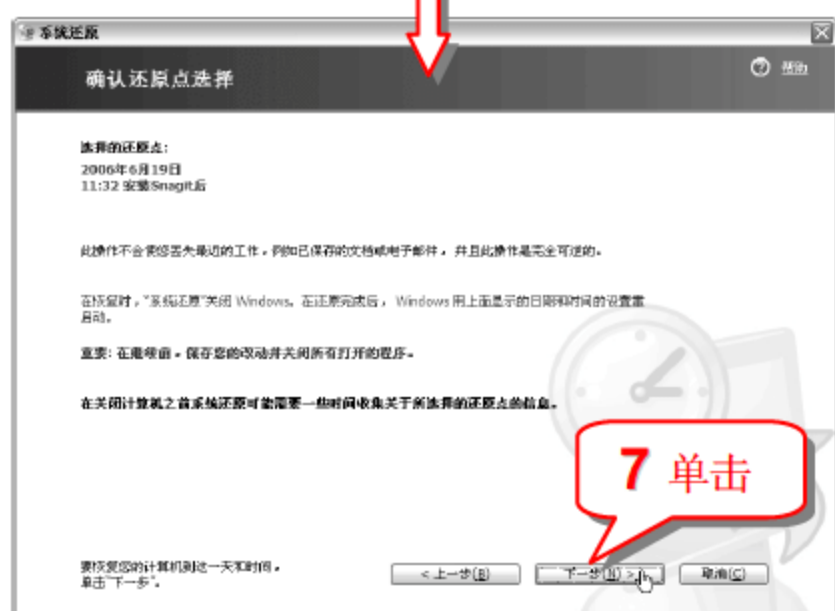 系统还原
确认还原点选择
帮助
选择的还原点:
2006年6月19日
11:32 安装Snagit后
此操作不会使您丢失最近的工作，例如已保存的文档或电子邮件，并且此操作是完全可逆的。
在恢复时，"系统还原"关闭 Windows。在还原完成后， Windows 用上面显示的日期和时间的设置重
启动。
重要: 在继续前，保存您的改动并关闭所有打开的程序。
在关闭计算机之前系统还原可能需要一些时间收集关于所选择的还原点的信息。
7 单击
要恢复您的计算机到这一天和时间，
单击"下一步"。
< 上一步(B)
下一步(N) >
取消(C)